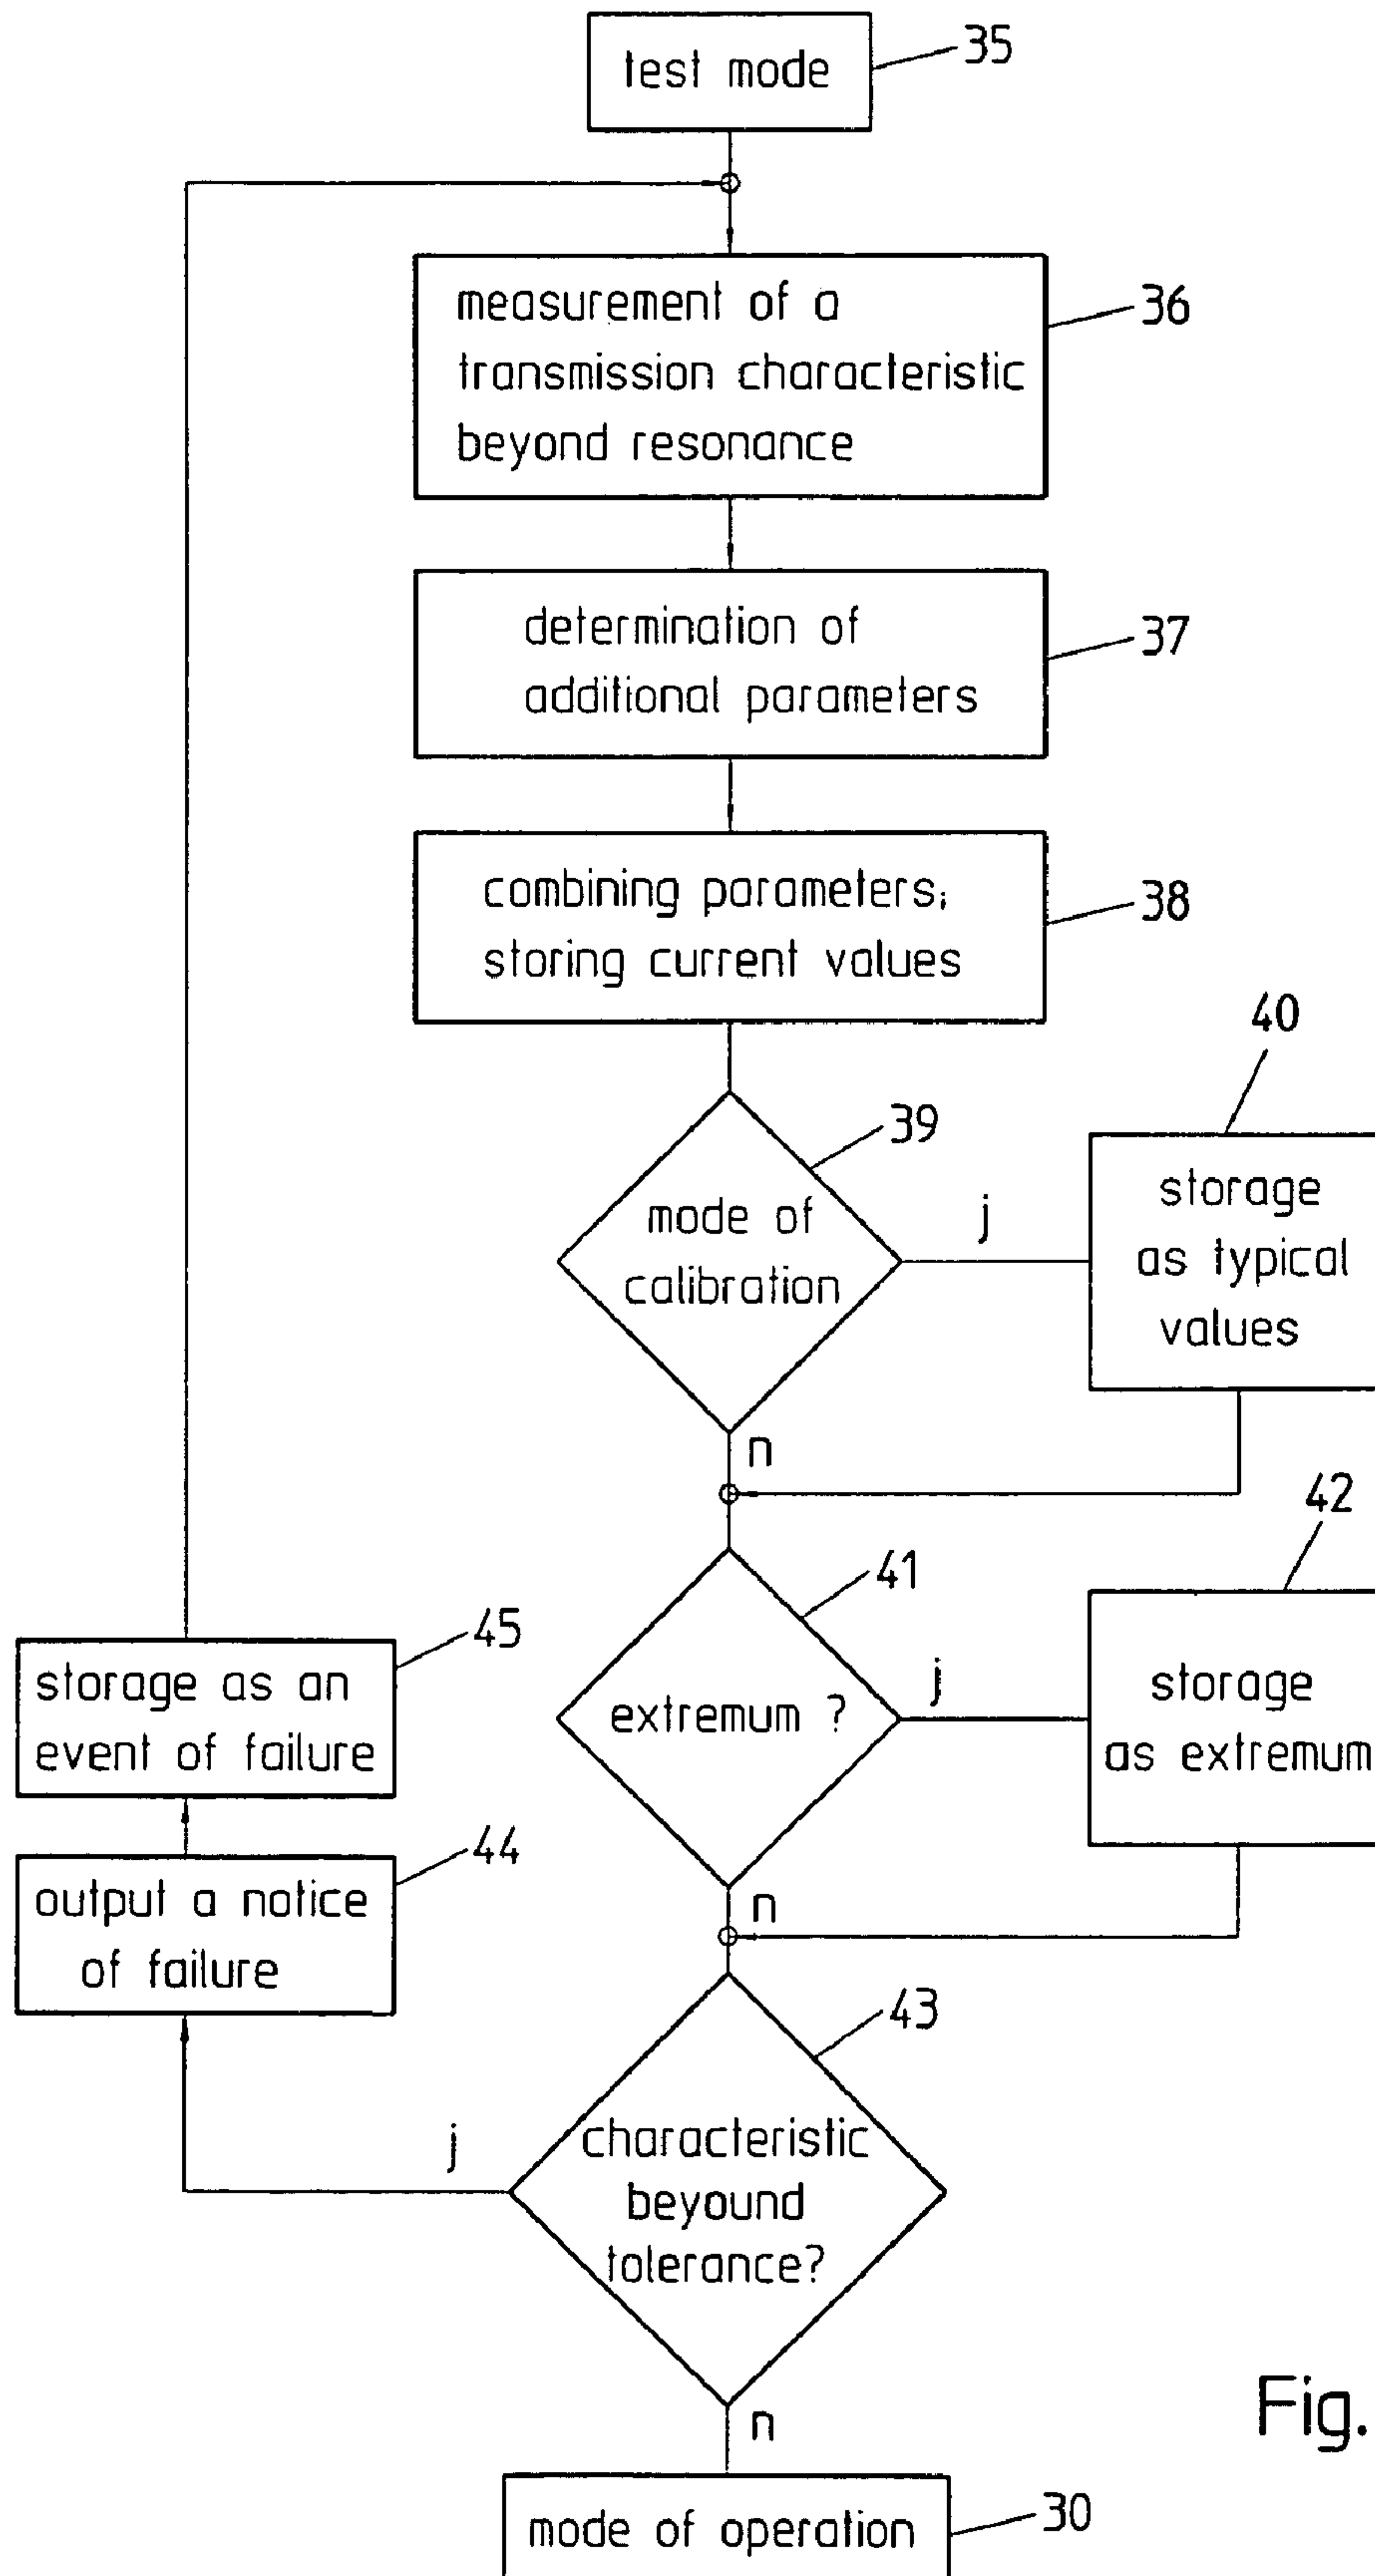 test mode
35
measurement of a
transmission characteristic
beyond resonance
36
determination of
additional parameters
37
combining parameters;
storing current values
38
mode of
calibration
39
j
n
storage
as typical
values
40
extremum ?
41
j
n
storage
as extremum
42
characteristic
beyound
tolerance?
43
j
n
output a notice
of failure
44
storage as an
event of failure
45
mode of operation
30
Fig.